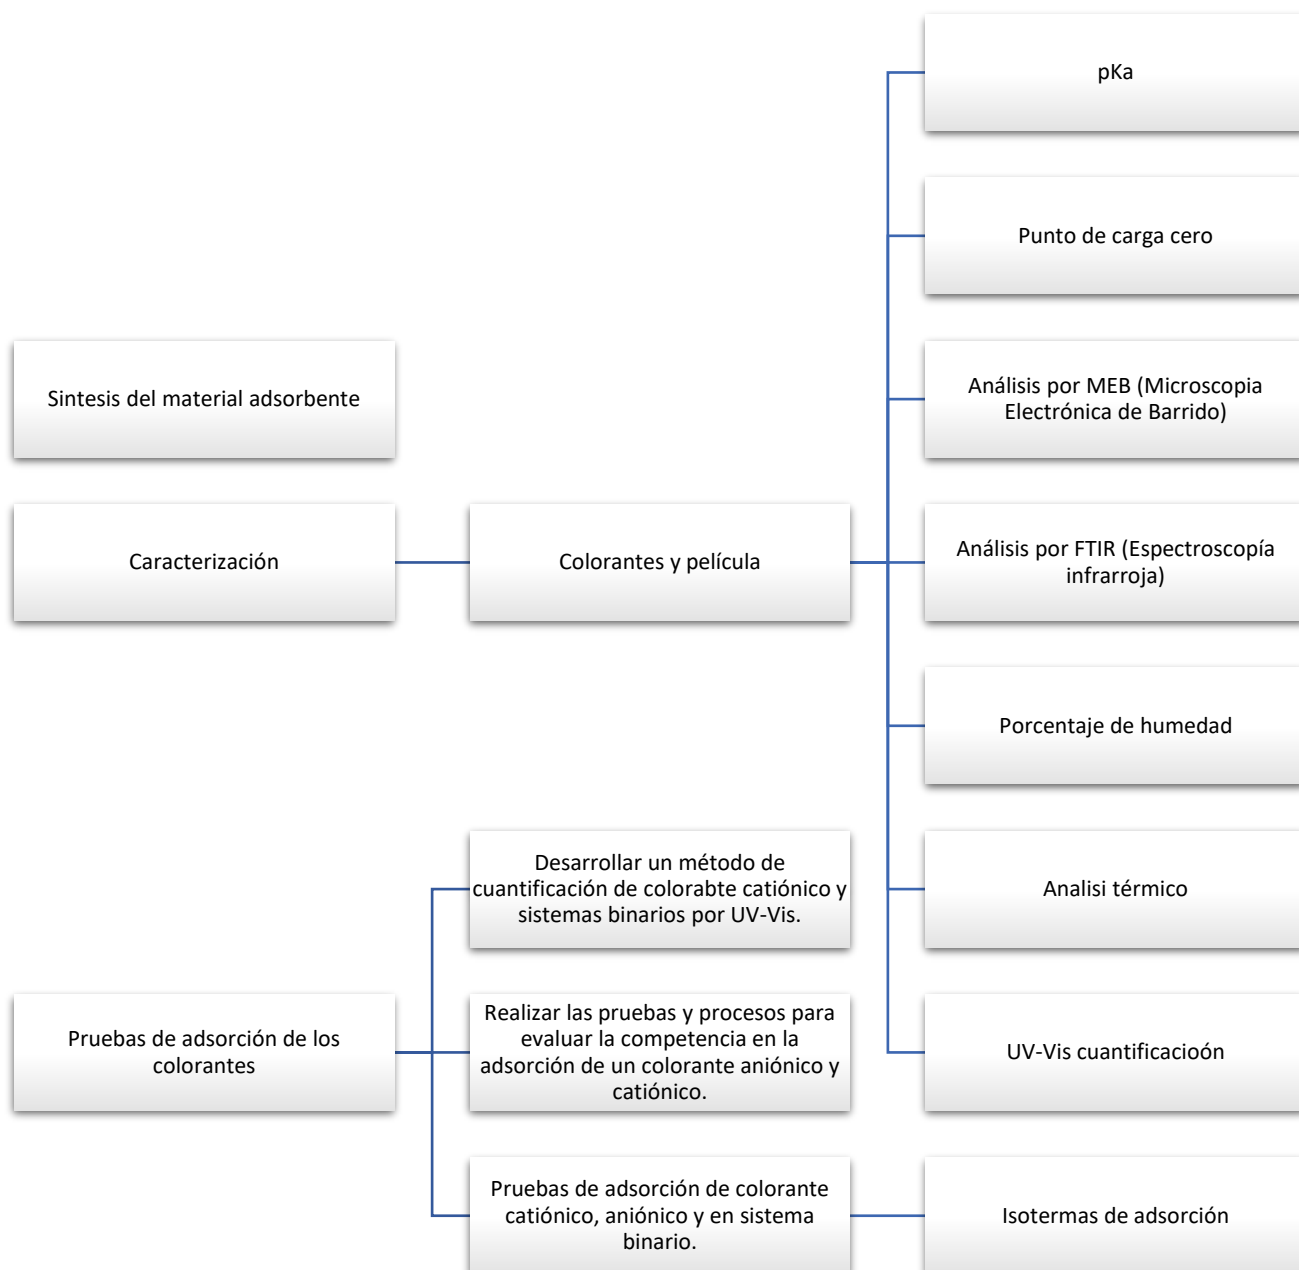 pKa
Punto de carga cero
Análisis por MEB (Microscopia
Electrónica de Barrido)
Sintesis del material adsorbente
Caracterización
Colorantes y película
Análisis por FTIR (Espectroscopía
infrarroja)
Porcentaje de humedad
Desarrollar un método de
cuantificación de colorabte catiónico y
sistemas binarios por UV-Vis.
Analisi térmico
Pruebas de adsorción de los
colorantes
Realizar las pruebas y procesos para
evaluar la competencia en la
adsorción de un colorante aniónico y
catiónico.
UV-Vis cuantificacioón
Pruebas de adsorción de colorante
catiónico, aniónico y en sistema
binario.
Isotermas de adsorción